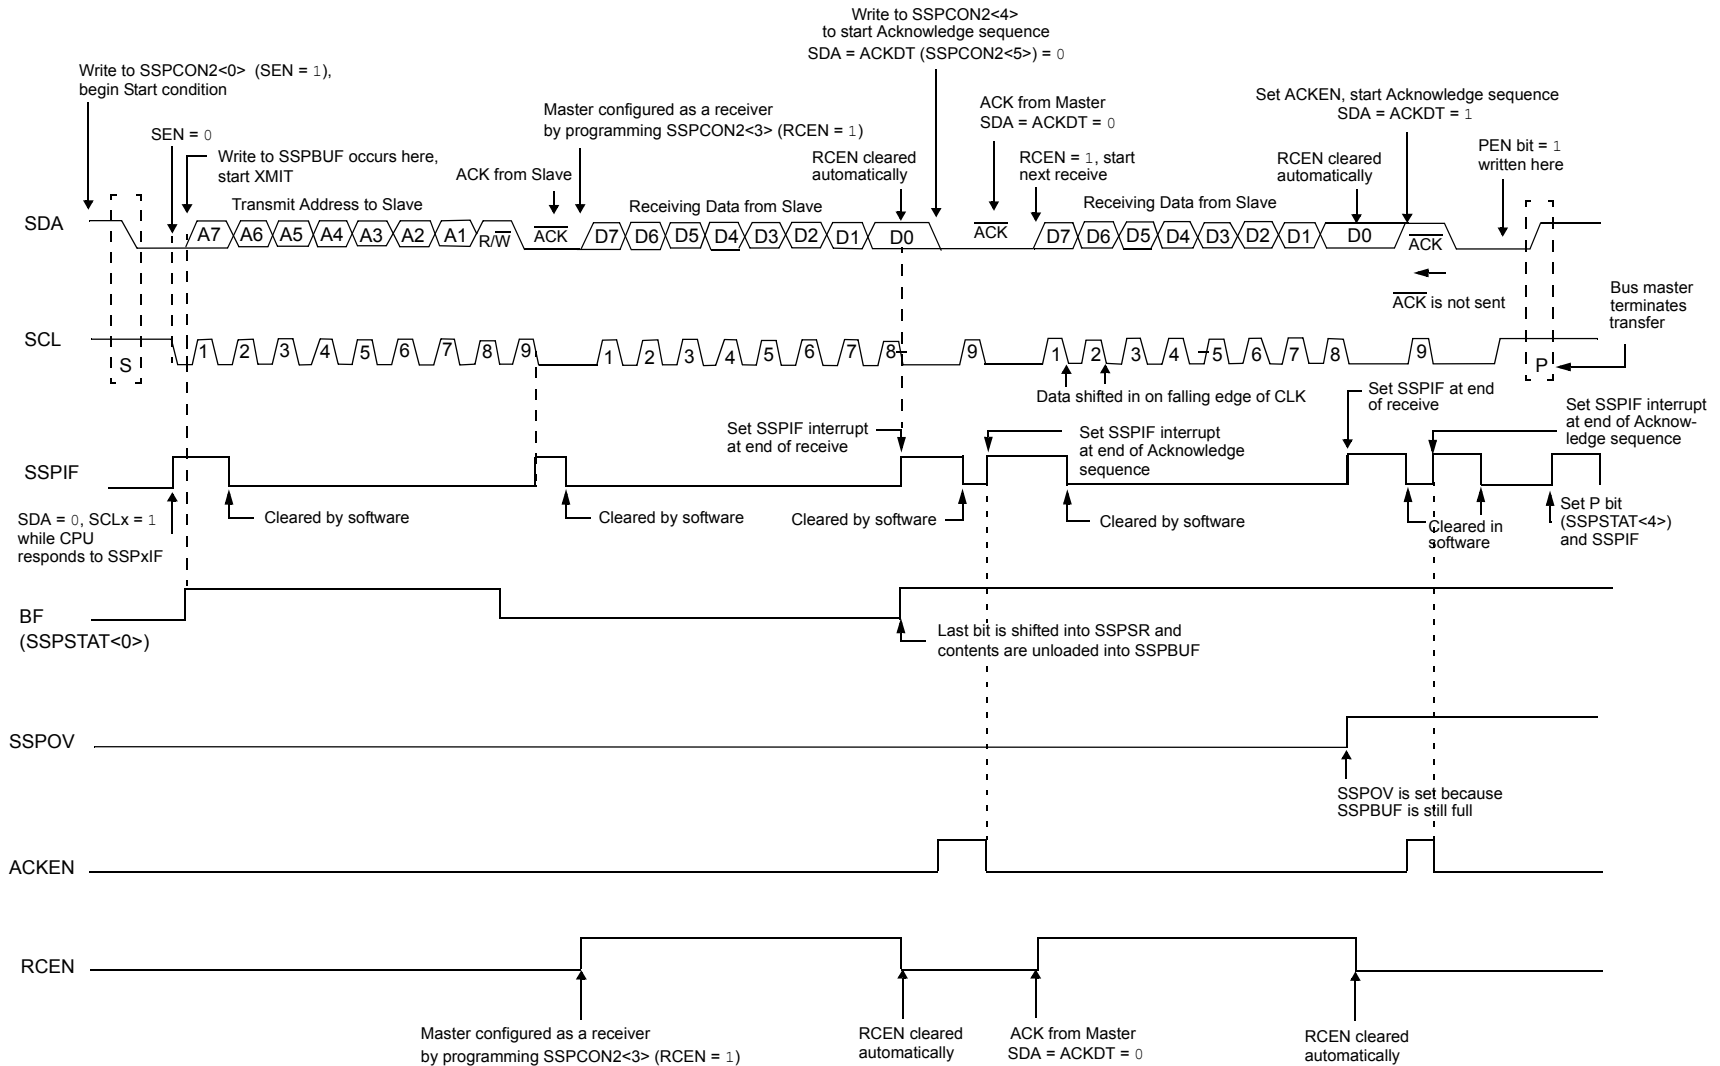 Write to SSPCON2<4>
to start Acknowledge sequence
SDA = ACKDT (SSPCON2<5>) = 0
Write to SSPCON2<0> (SEN = 1),
begin Start condition
SEN = 0
Write to SSPBUF occurs here,
start XMIT
ACK from Slave
Master configured as a receiver
by programming SSPCON2<3> (RCEN = 1)
RCEN cleared
automatically
ACK from Master
SDA = ACKDT = 0
RCEN = 1, start
next receive
Set ACKEN, start Acknowledge sequence
SDA = ACKDT = 1
RCEN cleared
automatically
PEN bit = 1
written here
Transmit Address to Slave
Receiving Data from Slave
Receiving Data from Slave
SDA
A7 A6 A5 A4 A3 A2 A1 R/W ACK D7 D6 D5 D4 D3 D2 D1 D0 ACK D7 D6 D5 D4 D3 D2 D1 D0 ACK
ACK is not sent
Bus master
terminates
transfer
SCL
S 1 2 3 4 5 6 7 8 9 1 2 3 4 5 6 7 8 9 1 2 3 4 5 6 7 8 9 P
Data shifted in on falling edge of CLK
Set SSPIF interrupt
at end of receive
Set SSPIF interrupt
at end of Acknowledge
sequence
Set SSPIF at end
of receive
Set SSPIF interrupt
at end of Acknow-
ledge sequence
SSPIF
SDA = 0, SCLx = 1
while CPU
responds to SSPxIF
Cleared by software
Cleared by software
Cleared by software
Cleared by software
Cleared in
software
Set P bit
(SSPSTAT<4>)
and SSPIF
BF
(SSPSTAT<0>)
Last bit is shifted into SSPSR and
contents are unloaded into SSPBUF
SSPOV
SSPOV is set because
SSPBUF is still full
ACKEN
RCEN
Master configured as a receiver
by programming SSPCON2<3> (RCEN = 1)
RCEN cleared
automatically
ACK from Master
SDA = ACKDT = 0
RCEN cleared
automatically